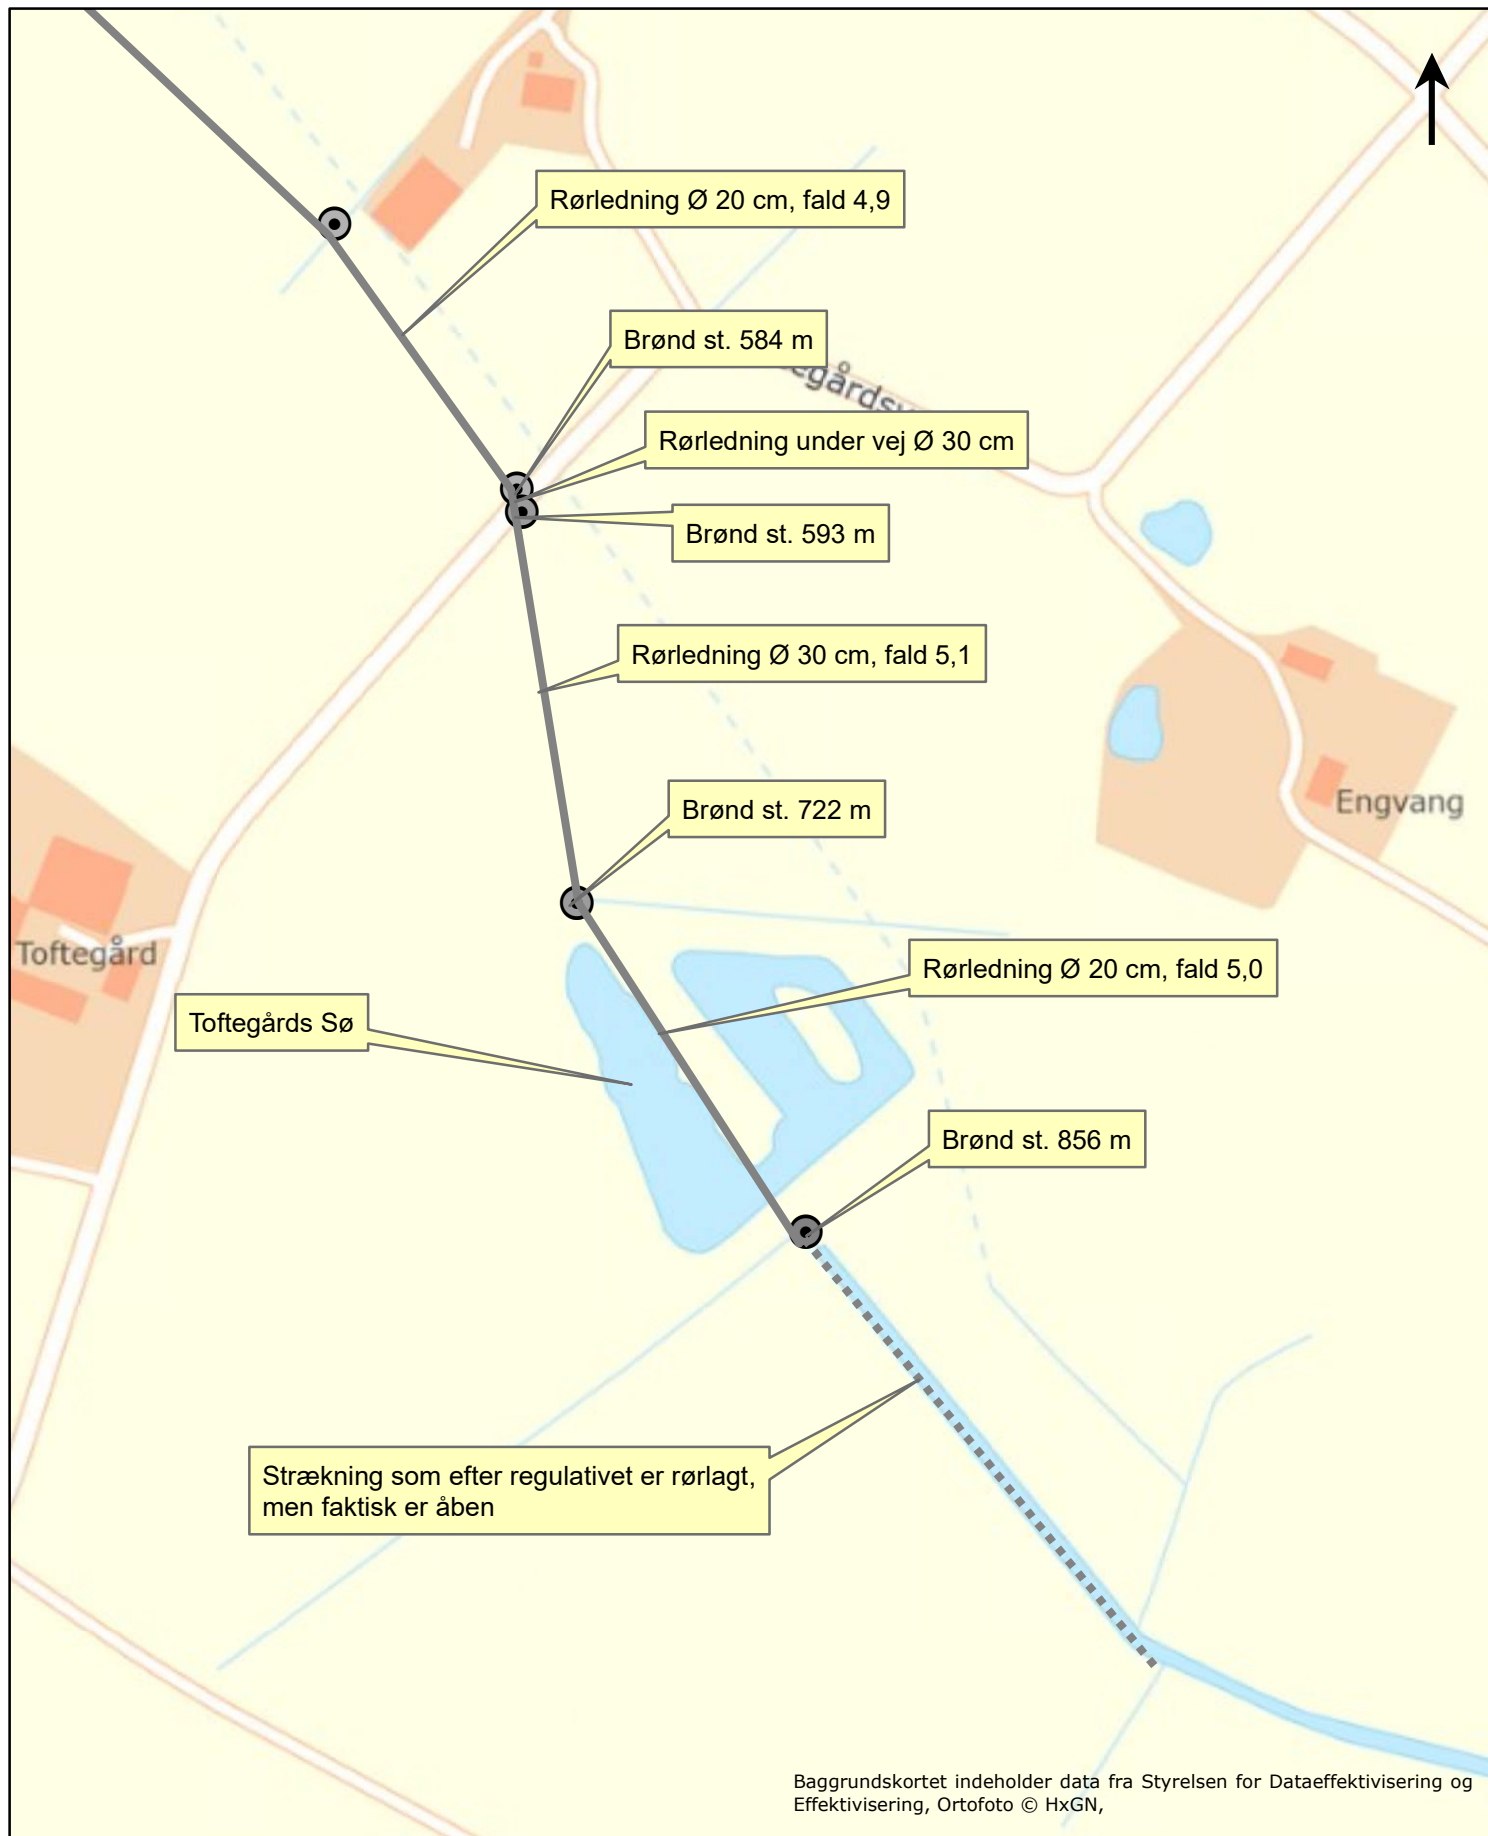 Rørledning Ø 20 cm, fald 4,9
Brønd st. 584 m
Rørledning under vej Ø 30 cm
Brønd st. 593 m
Rørledning Ø 30 cm, fald 5,1
Brønd st. 722 m
Engvang
Toftegård
Rørledning Ø 20 cm, fald 5,0
Toftegårds Sø
Brønd st. 856 m
Strækning som efter regulativet er rørlagt,
men faktisk er åben
Baggrundskortet indeholder data fra Styrelsen for Dataeffektivisering og
Effektivisering, Ortofoto © HxGN,